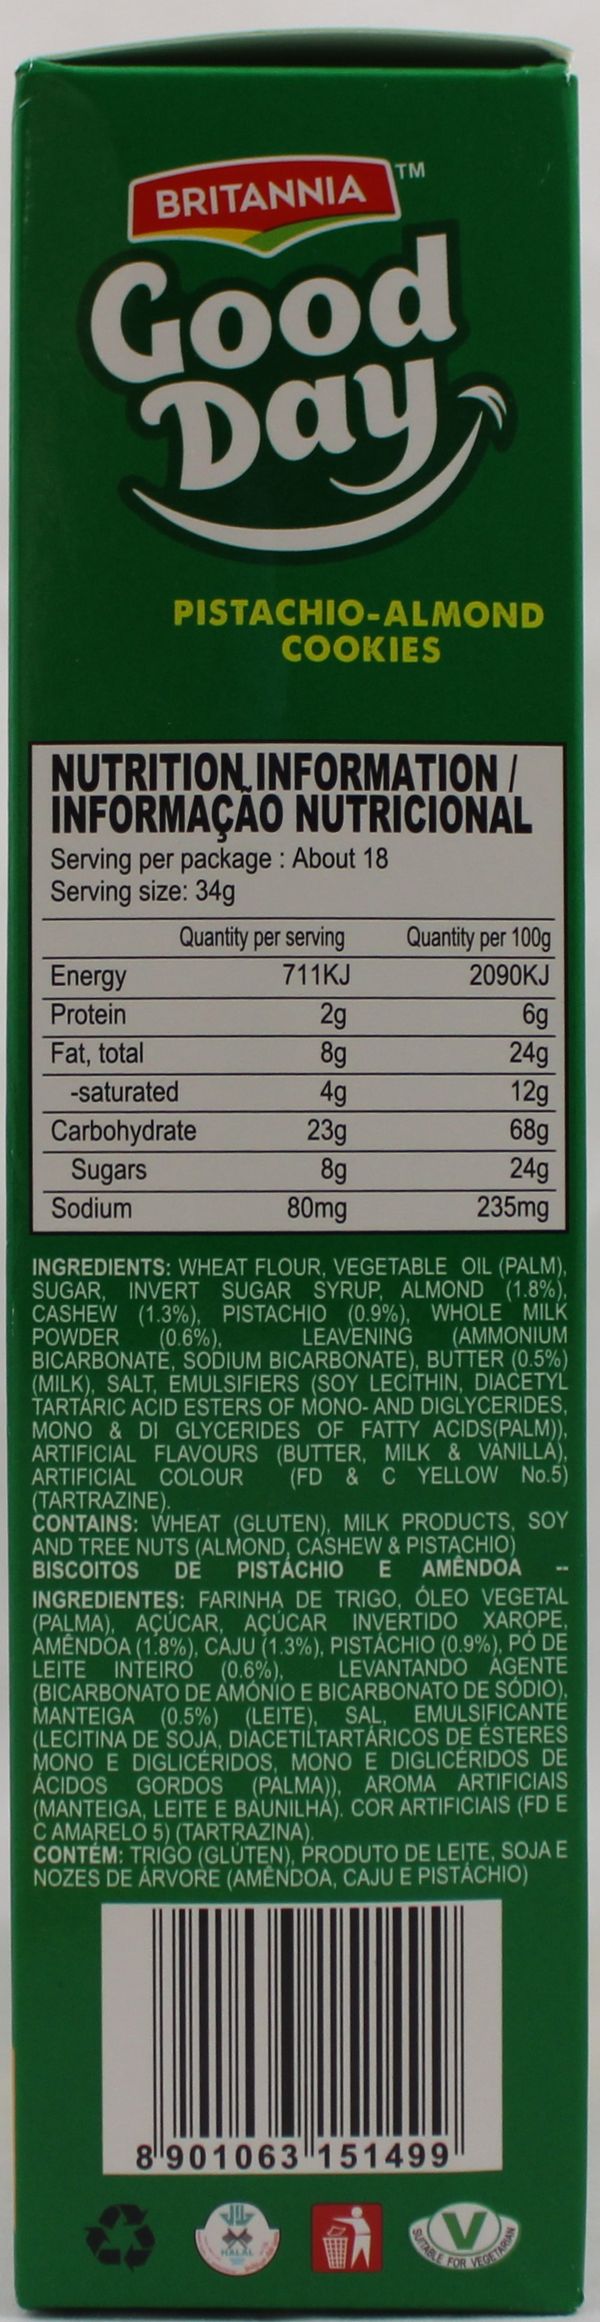 BRITANNIA
TM
Good
Day
PISTACHIO-ALMOND
COOKIES
NUTRITION INFORMATION /
INFORMAÇÃO NUTRICIONAL
Serving per package : About 18
Serving size: 34g
Quantity per serving Quantity per 100g
Energy 711KJ 2090KJ
Protein 2g 6g
Fat, total 8g 24g
-saturated 4g 12g
Carbohydrate 23g 68g
Sugars 8g 24g
Sodium 80mg 235mg
INGREDIENTS: WHEAT FLOUR, VEGETABLE OIL (PALM),
SUGAR, INVERT SUGAR SYRUP, ALMOND (1.8%),
CASHEW (1.3%), PISTACHIO (0.9%), WHOLE MILK
POWDER (0.6%), LEAVENING (AMMONIUM
BICARBONATE, SODIUM BICARBONATE), BUTTER (0.5%)
(MILK), SALT, EMULSIFIERS (SOY LECITHIN, DIACETYL
TARTARIC ACID ESTERS OF MONO- AND DIGLYCERIDES,
MONO & DI GLYCERIDES OF FATTY ACIDS(PALM)),
ARTIFICIAL FLAVOURS (BUTTER, MILK & VANILLA),
ARTIFICIAL COLOUR (FD & C YELLOW No.5)
(TARTRAZINE).
CONTAINS: WHEAT (GLUTEN), MILK PRODUCTS, SOY
AND TREE NUTS (ALMOND, CASHEW & PISTACHIO)
BISCOITOS DE PISTÁCHIO E AMÊNDOA --
INGREDIENTES: FARINHA DE TRIGO, ÓLEO VEGETAL
(PALMA), AÇÚCAR, AÇÚCAR INVERTIDO XAROPE,
AMÊNDOA (1.8%), CAJU (1.3%), PISTÁCHIO (0.9%), PÓ DE
LEITE INTEIRO (0.6%), LEVANTANDO AGENTE
(BICARBONATO DE AMÓNIO E BICARBONATO DE SÓDIO),
MANTEIGA (0.5%) (LEITE), SAL, EMULSIFICANTE
(LECITINA DE SOJA, DIACETILTARTÁRICOS DE ÉSTERES
MONO E DIGLICÉRIDOS, MONO E DIGLICÉRIDOS DE
ÁCIDOS GORDOS (PALMA)), AROMA ARTIFICIAIS
(MANTEIGA, LEITE E BAUNILHA). COR ARTIFICIAIS (FD E
C AMARELO 5) (TARTRAZINA).
CONTÉM: TRIGO (GLÚTEN), PRODUTO DE LEITE, SOJA E
NOZES DE ÁRVORE (AMÊNDOA, CAJU E PISTÁCHIO)
8 901063 151499
HALAL
V
SUITABLE FOR VEGETARIAN